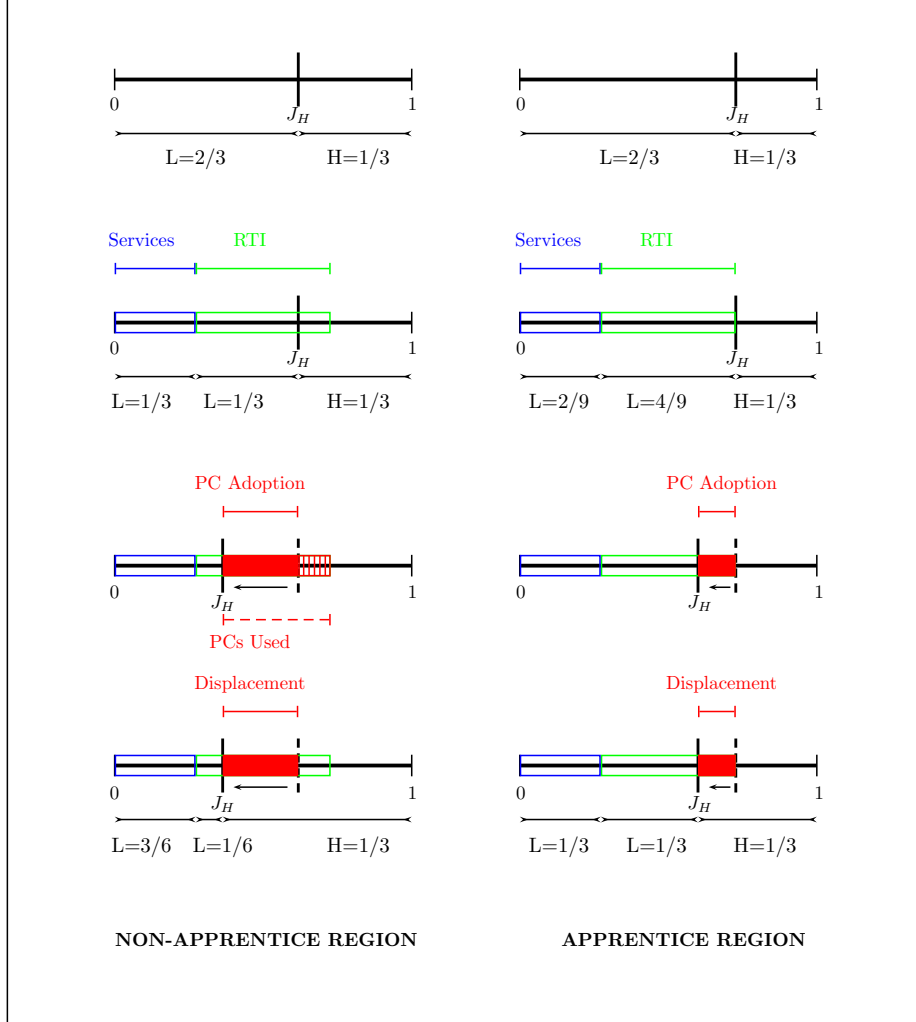 0 1 0 1
J_H J_H
L=2/3 H=1/3 L=2/3 H=1/3
Services RTI Services RTI
0 1 0 1
J_H J_H
L=1/3 L=1/3 H=1/3 L=2/9 L=4/9 H=1/3
PC Adoption PC Adoption
0 1 0 1
J_H J_H
PCs Used
Displacement Displacement
0 1 0 1
J_H J_H
L=3/6 L=1/6 H=1/3 L=1/3 L=1/3 H=1/3
NON-APPRENTICE REGION APPRENTICE REGION